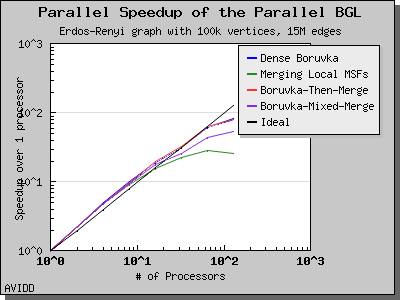 Parallel Speedup of the Parallel BGL
Erdos-Renyi graph with 100k vertices, 15M edges
Speedup over 1 processor
10^3
10^2
10^1
10^0
Dense Boruvka
Merging Local MSFs
Boruvka-Then-Merge
Boruvka-Mixed-Merge
Ideal
10^0 10^1 10^2 10^3
# of Processors
AVIDD